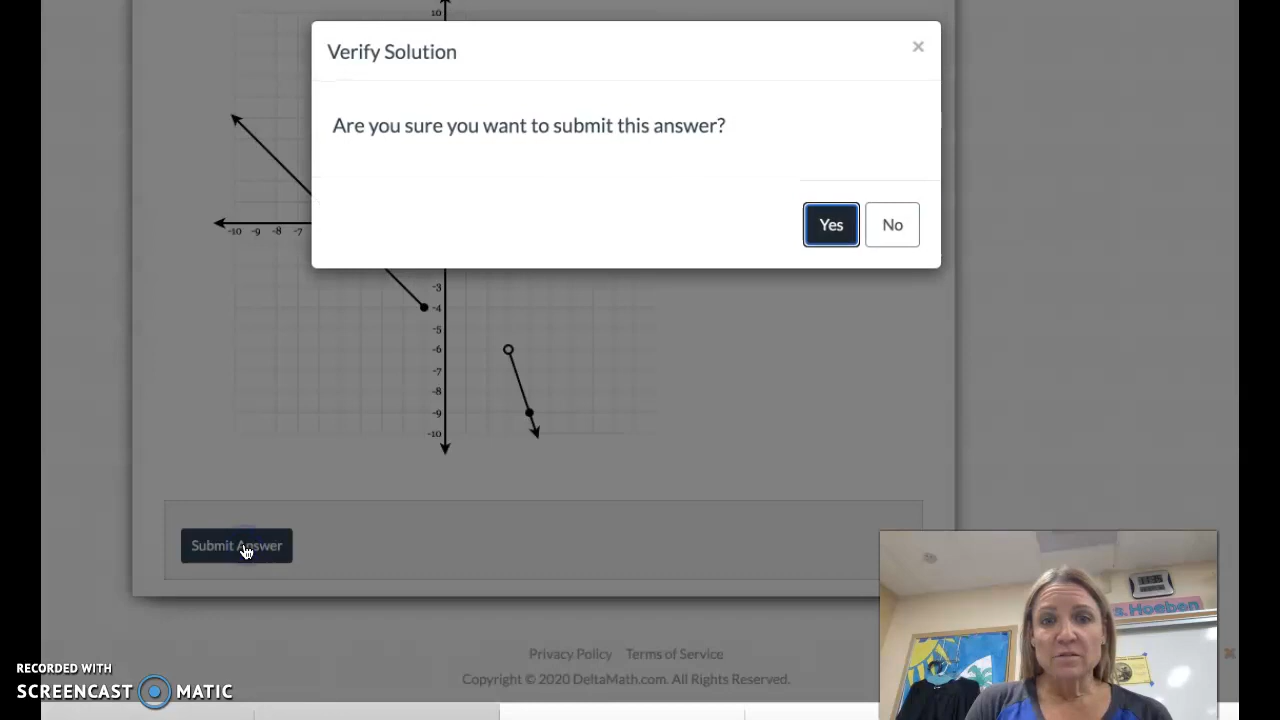 10
Verify Solution
×
Are you sure you want to submit this answer?
Yes
No
-10 -9 -8 -7
-3
-4
-5
-6
-7
-8
-9
-10
Submit Answer
s. Hoeben
Privacy Policy Terms of Service
Copyright © 2020 DeltaMath.com. All Rights Reserved.
RECORDED WITH
SCREENCAST MATIC